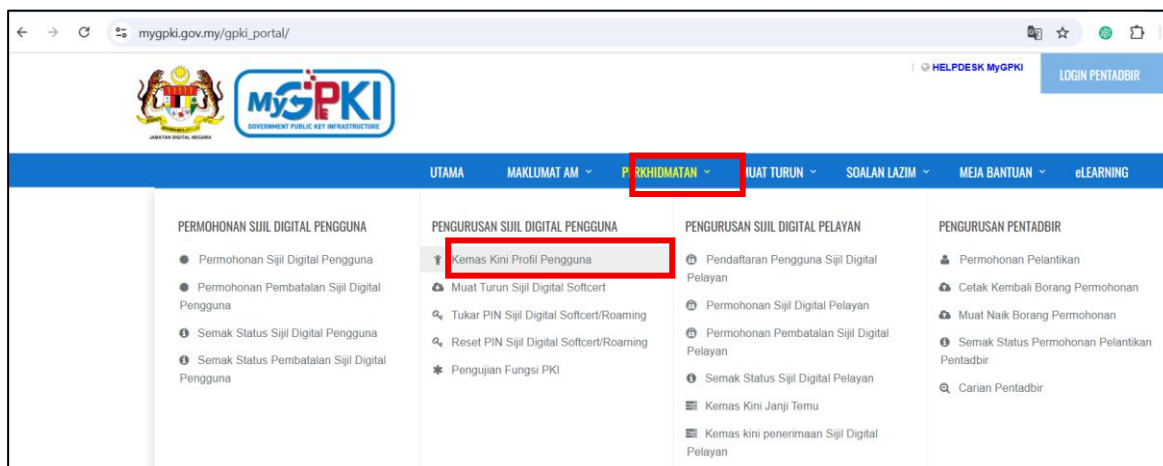 mygpki.gov.my/gpki_portal/
HELPDESK MyGPKI
LOGIN PENTADBIR
JABATAN DIGITAL NEGARA
MyGPKI
GOVERNMENT PUBLIC KEY INFRASTRUCTURE
UTAMA MAKLUMAT AM PERKHIDMATAN MUAT TURUN SOALAN LAZIM MEJA BANTUAN eLEARNING
PERMOHONAN SIJIL DIGITAL PENGGUNA
Permohonan Sijil Digital Pengguna
Permohonan Pembatalan Sijil Digital
Pengguna
Semak Status Sijil Digital Pengguna
Semak Status Pembatalan Sijil Digital
Pengguna
PENGURUSAN SIJIL DIGITAL PENGGUNA
Kemas Kini Profil Pengguna
Muat Turun Sijil Digital Softcert
Tukar PIN Sijil Digital Softcert/Roaming
Reset PIN Sijil Digital Softcert/Roaming
Pengujian Fungsi PKI
PENGURUSAN SIJIL DIGITAL PELAYAN
Pendaftaran Pengguna Sijil Digital
Pelayan
Permohonan Sijil Digital Pelayan
Permohonan Pembatalan Sijil Digital
Pelayan
Semak Status Sijil Digital Pelayan
Kemas Kini Janji Temu
Kemas kini penerimaan Sijil Digital
Pelayan
PENGURUSAN PENTADBIR
Permohonan Pelantikan
Cetak Kembali Borang Permohonan
Muat Naik Borang Permohonan
Semak Status Permohonan Pelantikan
Pentadbir
Carian Pentadbir